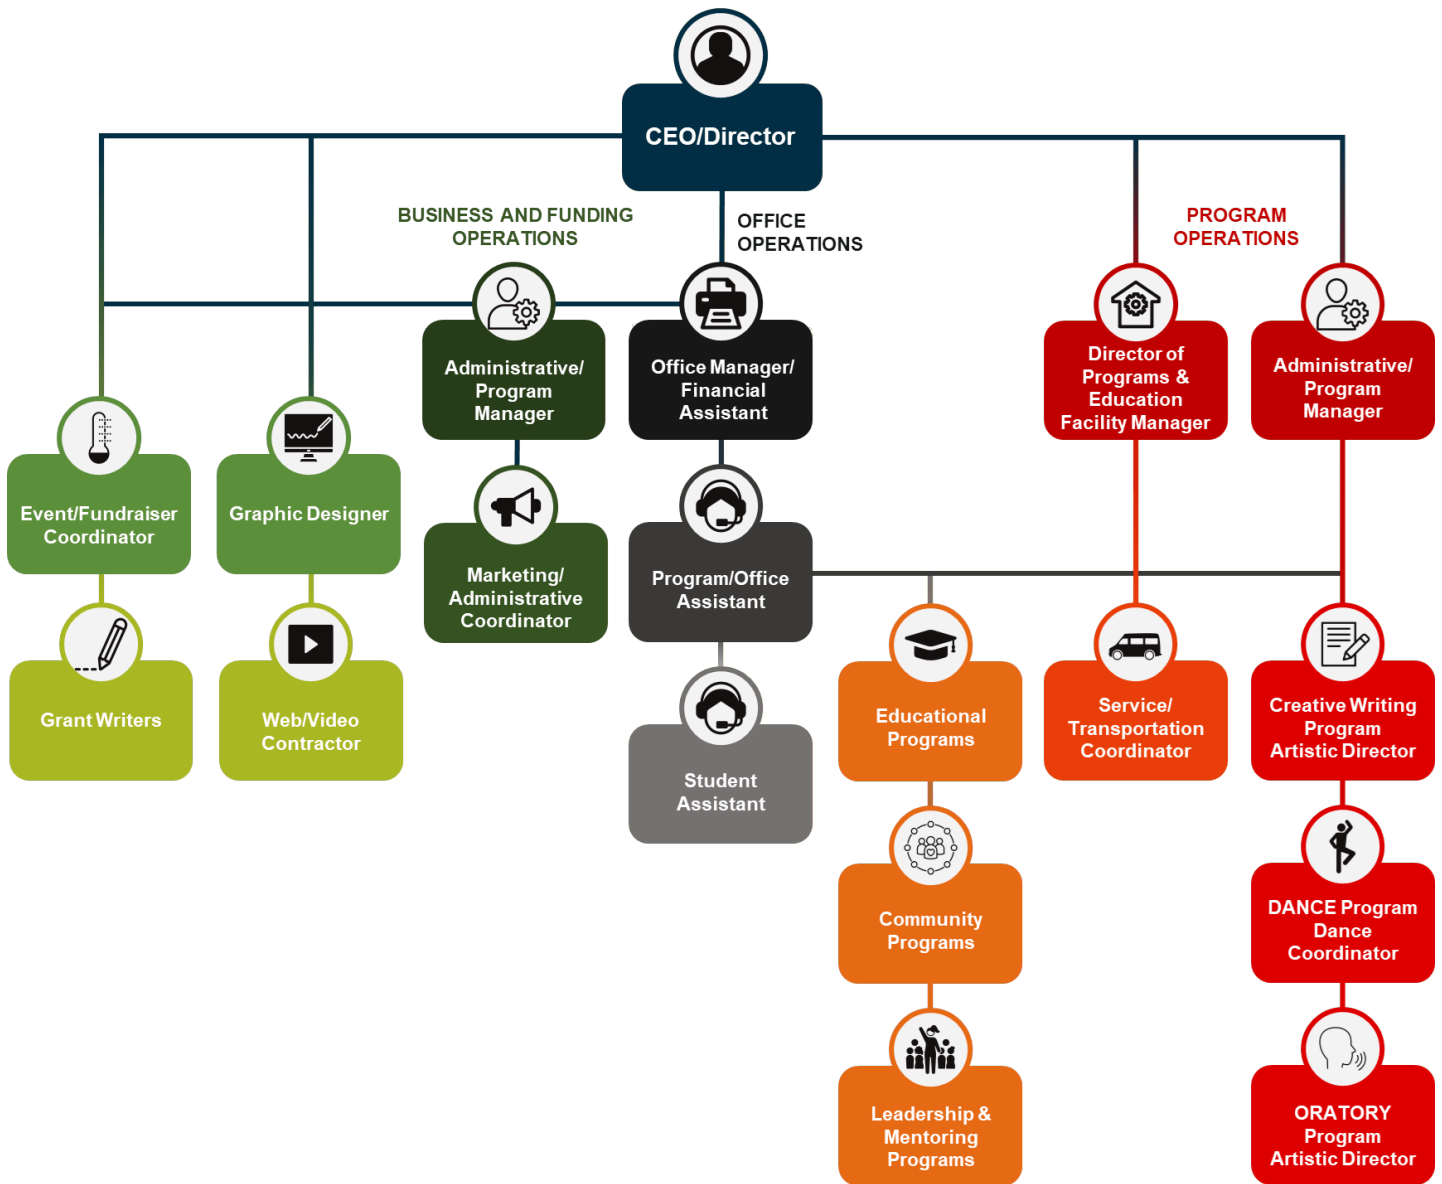 CEO/Director
BUSINESS AND FUNDING
OPERATIONS
OFFICE
OPERATIONS
PROGRAM
OPERATIONS
Administrative/
Program
Manager
Office Manager/
Financial
Assistant
Director of
Programs &
Education
Facility Manager
Administrative/
Program
Manager
Event/Fundraiser
Coordinator
Graphic Designer
Marketing/
Administrative
Coordinator
Program/Office
Assistant
Grant Writers
Web/Video
Contractor
Student
Assistant
Educational
Programs
Service/
Transportation
Coordinator
Creative Writing
Program
Artistic Director
Community
Programs
DANCE Program
Dance
Coordinator
Leadership &
Mentoring
Programs
ORATORY
Program
Artistic Director